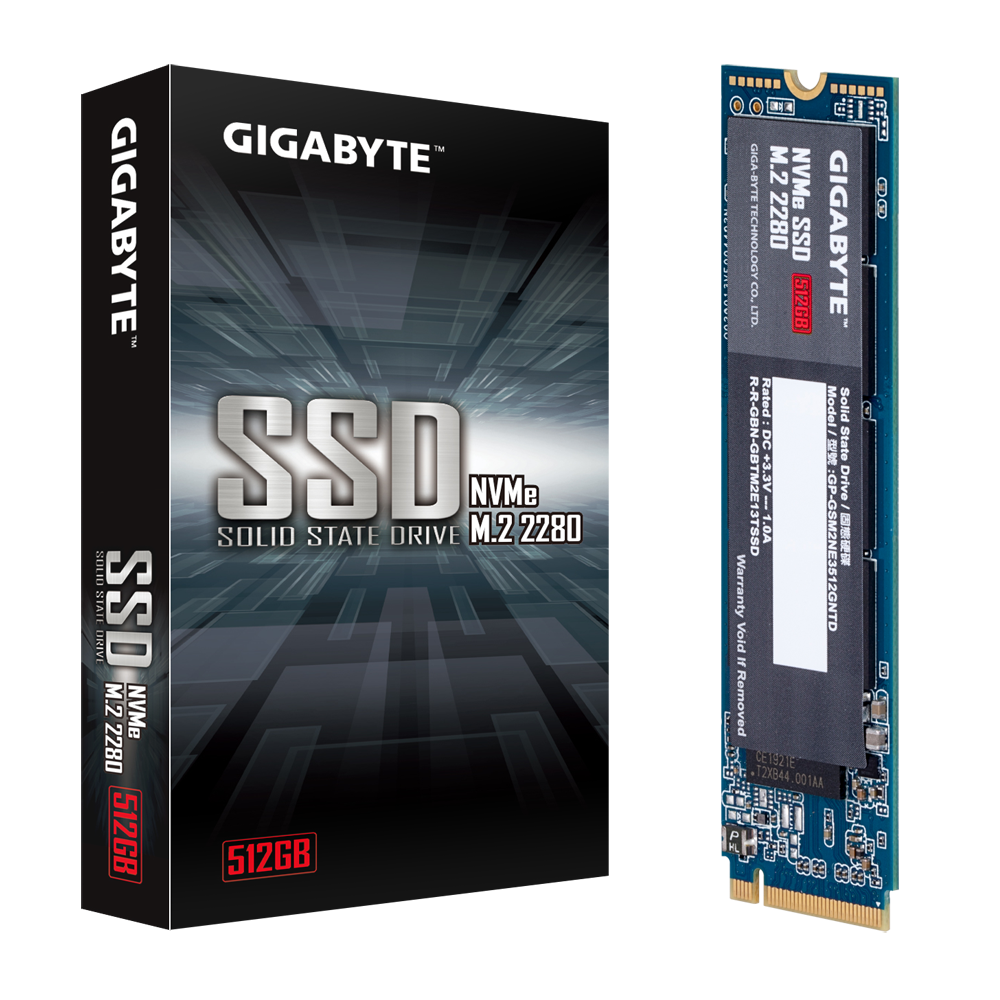 GIGABYTE™
SSD
SOLID STATE DRIVE
NVMe
M.2 2280
512GB
GIGABYTE™
SSD
SOLID STATE DRIVE
NVMe
M.2 2280
512GB
GIGABYTE™
NVMe SSD
M.2 2280
512GB
GIGA-BYTE TECHNOLOGY CO., LTD.
Solid State Drive / 固態硬碟
Model / 型號 :GP-GSM2NE3512GNTD
Rated : DC +3.3V ⎓ 1.0A
R-R-GBN-GBTM2E13TSSD
Warranty Void If Removed
CE1921E
T2XB44.001AA
P
HL